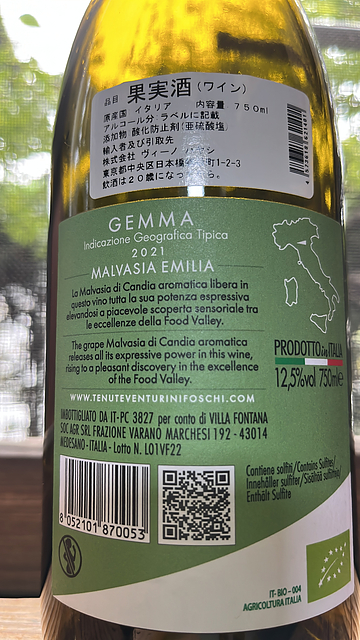 品目 果実酒(ワイン)
原産国 イタリア 内容量 750ml
アルコール分 ラベルに記載
添加物 酸化防止剤(亜硫酸塩)
輸入者及び引取先
株式会社 ヴィーノ
東京都中央区日本橋 町1-2-3
飲酒は20歳になって ら。
GEMMA
Indicazione Geografica Tipica
2021
MALVASIA EMILIA
La Malvasia di Candia aromatica libera in
questo vino tutta la sua potenza espressiva
elevandosi a piacevole scoperta sensoriale tra
le eccellenze della Food Valley.
The grape Malvasia di Candia aromatica
releases all its expressive power in this wine,
rising to a pleasant discovery in the excellence
of the Food Valley.
WWW.TENUTEVENTURINIFOSCHI.COM
PRODOTTO in ITALIA
12,5%vol 750ml℮
IMBOTTIGLIATO DA IT-PC 3827 per conto di VILLA FONTANA
SOC AGR SRL FRAZIONE VARANO MARCHESI 192 - 43014
MEDESANO - ITALIA - Lotto N. L01VF22
8 052101 870053
Contiene solfiti/Contains Sulfites/
Innehåller sulfiter/Sisältöä sulfiittejä/
Enthält Sulfite
IT- BIO - 004
AGRICOLTURA ITALIA